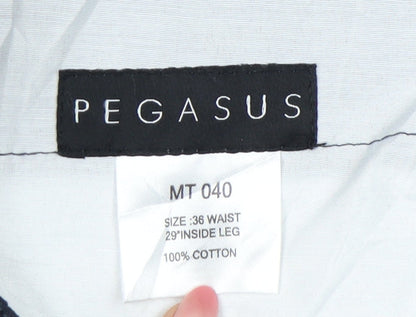 PEGASUS
MT 040
SIZE :36 WAIST
29"INSIDE LEG
100% COTTON